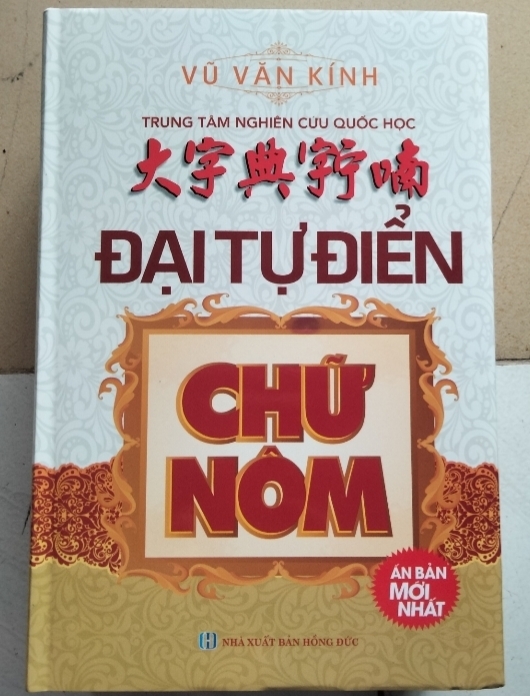 VŨ VĂN KÍNH
TRUNG TÂM NGHIÊN CỨU QUỐC HỌC
大字典𡨸喃
ĐẠI TỰ ĐIỂN
CHỮ
NÔM
ẤN BẢN
MỚI
NHẤT
NHÀ XUẤT BẢN HỒNG ĐỨC